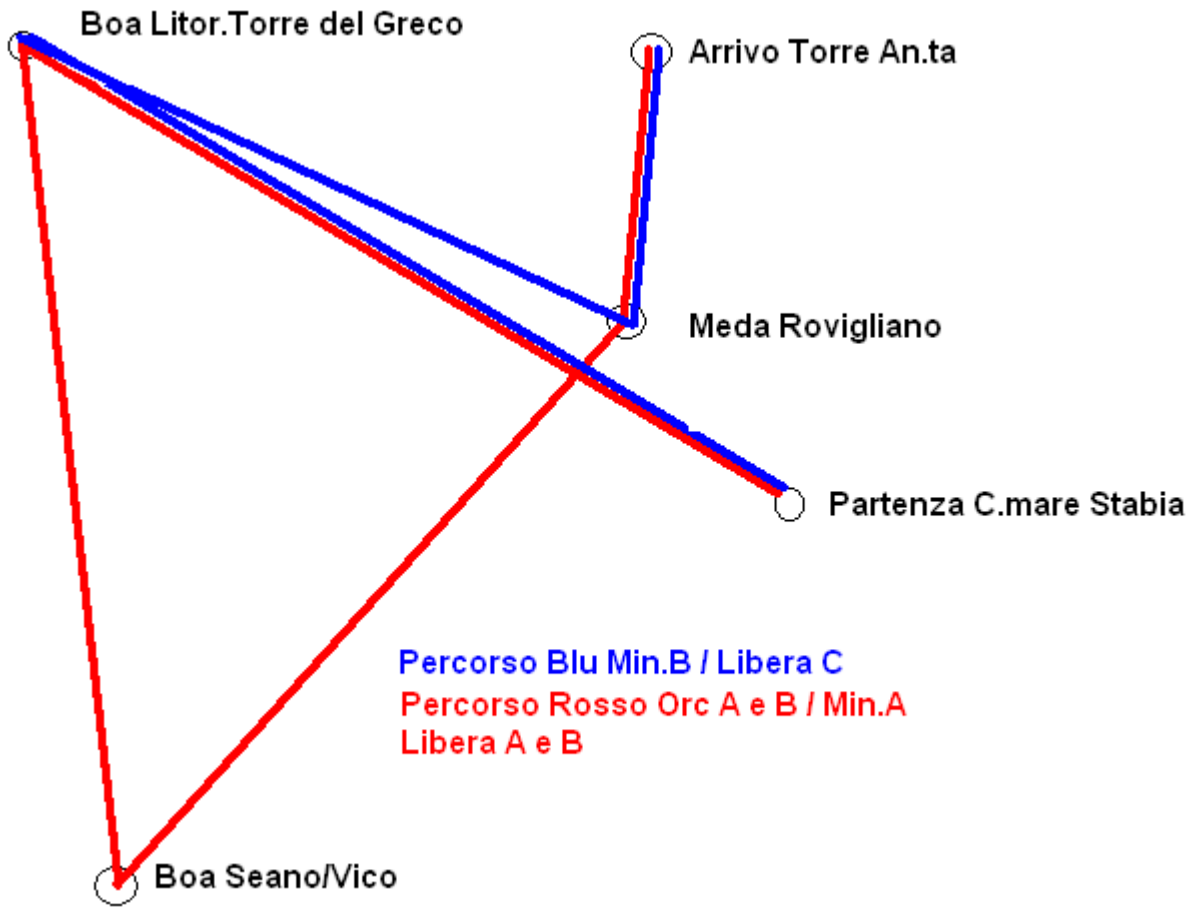 Boa Litor.Torre del Greco
Arrivo Torre An.ta
Meda Rovigliano
Partenza C.mare Stabia
Percorso Blu Min.B / Libera C
Percorso Rosso Orc A e B / Min.A
Libera A e B
Boa Seano/Vico